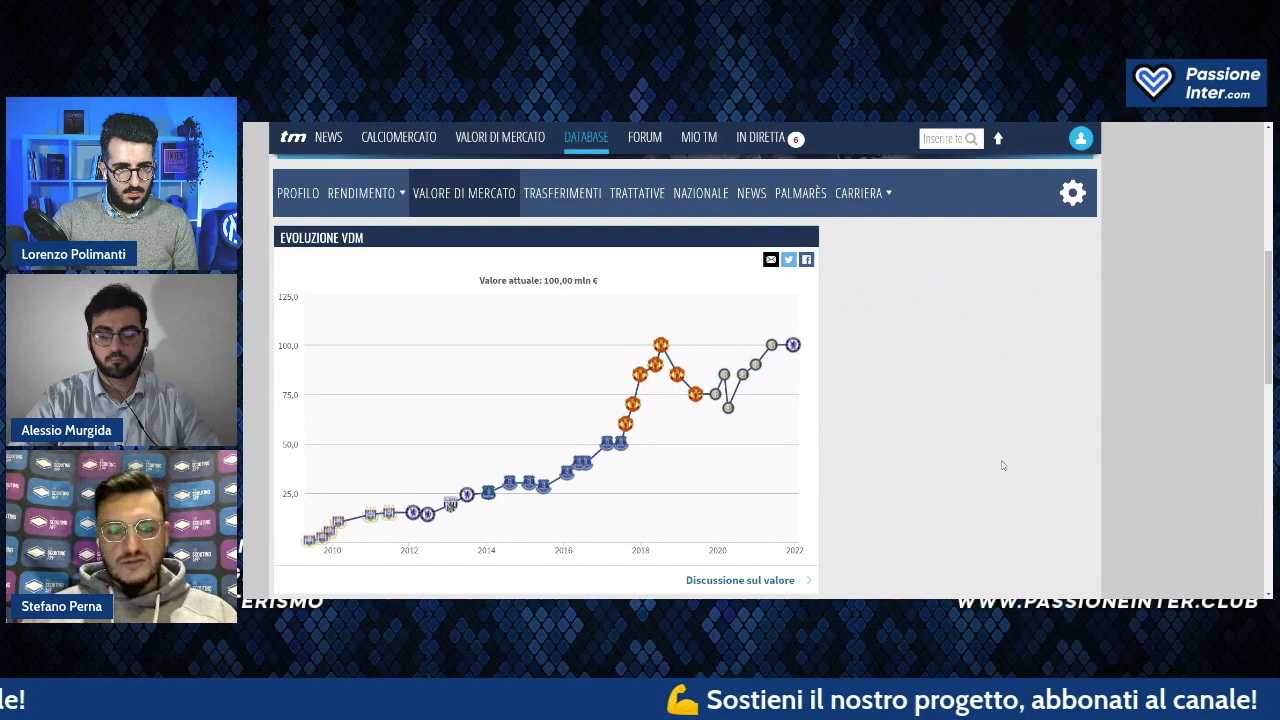 Passione
Inter.com
tm NEWS CALCIOMERCATO VALORI DI MERCATO DATABASE FORUM MIO TM IN DIRETTA 6
Inserire te
PROFILO RENDIMENTO VALORE DI MERCATO TRASFERIMENTI TRATTATIVE NAZIONALE NEWS PALMARÈS CARRIERA
EVOLUZIONE VDM
Valore attuale: 100,00 mln €
125,0
100,0
75,0
50,0
25,0
2010 2012 2014 2016 2018 2020 2022
Discussione sul valore
Lorenzo Polimanti
Alessio Murgida
Stefano Perna
ERISMO
WWW.PASSIONEINTER.CLUB
le!
💪 Sostieni il nostro progetto, abbonati al canale!